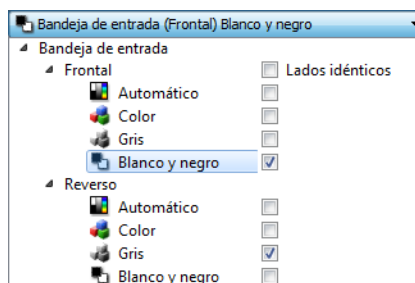 Bandeja de entrada (Frontal) Blanco y negro
Bandeja de entrada
Frontal Lados idénticos
Automático
Color
Gris
Blanco y negro
Reverso
Automático
Color
Gris
Blanco y negro